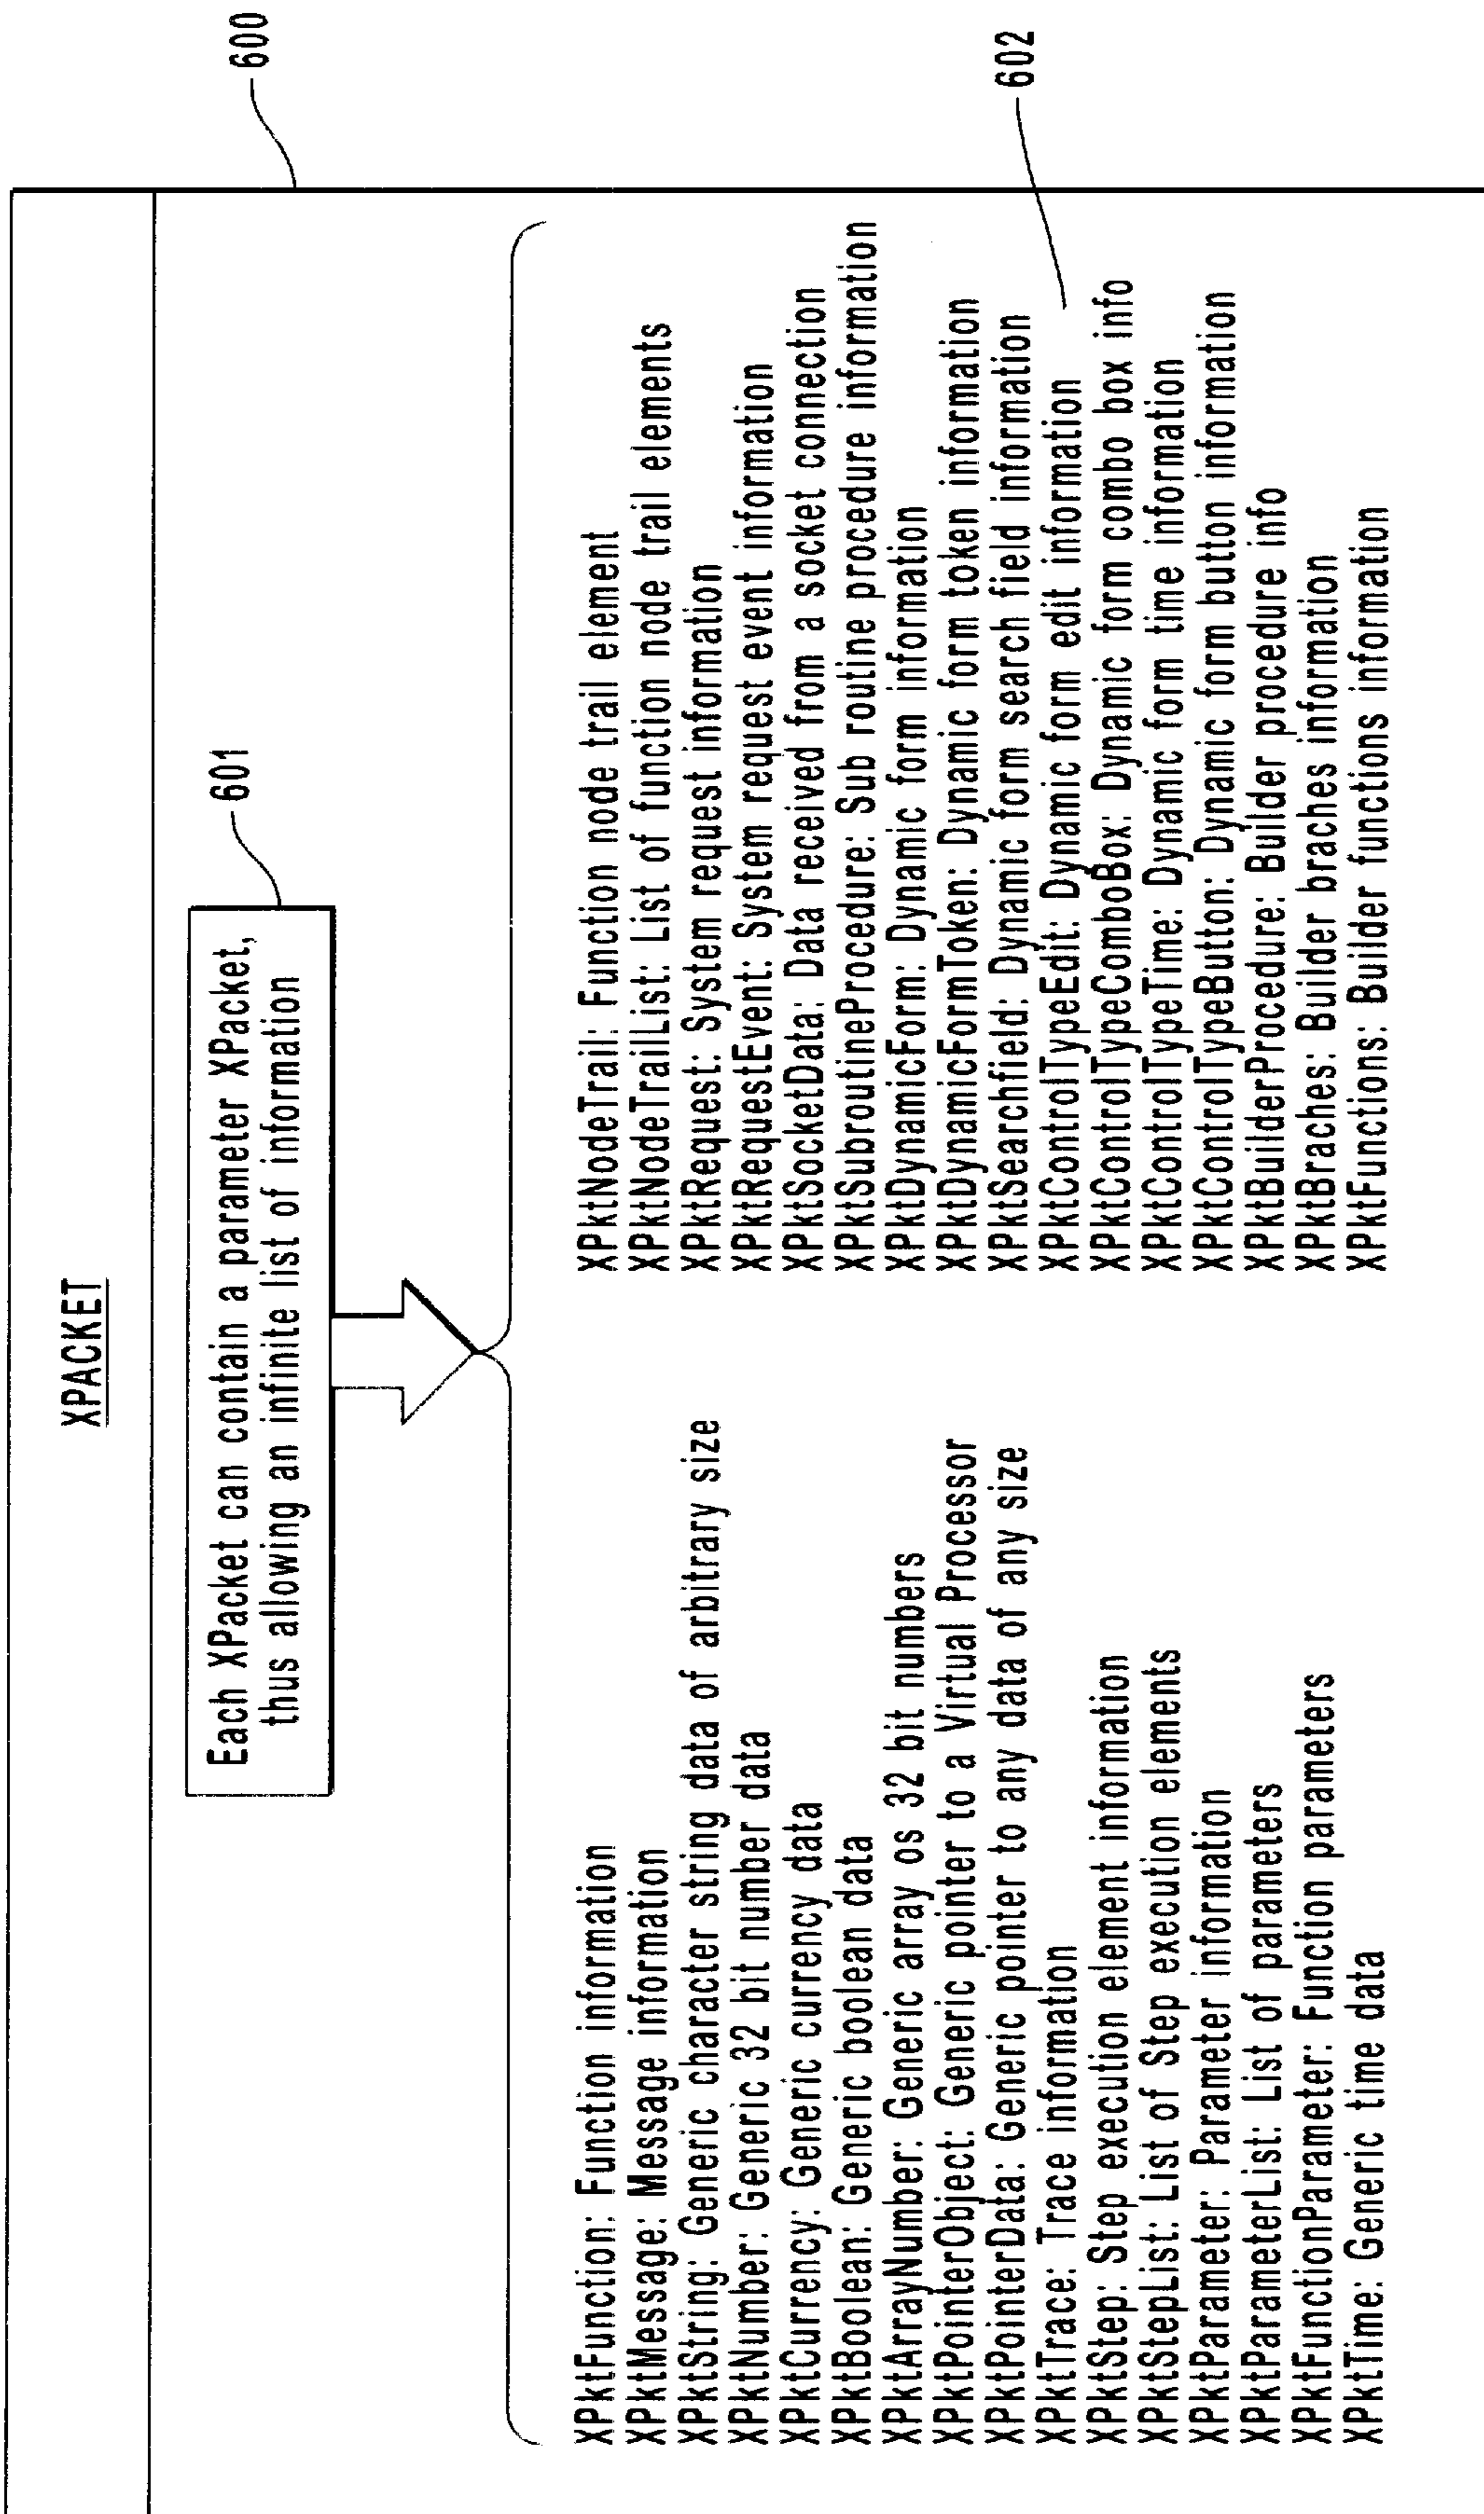 XPACKET
600
601
Each XPacket can contain a parameter XPacket,
thus allowing an infinite list of information
XPktFunction: Function information
XPktMessage: Message information
XPktString: Generic character string data of arbitrary size
XPktNumber: Generic 32 bit number data
XPktCurrency: Generic currency data
XPktBoolean: Generic boolean data
XPktArrayNumber: Generic array os 32 bit numbers
XPktPointerObject: Generic pointer to a Virtual Processor
XPktPointerData: Generic pointer to any data of any size
XPktTrace: Trace information
XPktStep: Step execution element information
XPktStepList: List of Step execution elements
XPktParameter: Parameter information
XPktParameterList: List of parameters
XPktFunctionParameter: Function parameters
XPktTime: Generic time data
XPktNodeTrail: Function node trail element
XPktNodeTrailList: List of function node trail elements
XPktRequest: System request information
XPktRequestEvent: System request event information
XPktSocketData: Data received from a socket connection
XPktSubroutineProcedure: Sub routine procedure information
XPktDynamicForm: Dynamic form information
XPktDynamicFormToken: Dynamic form token information
XPktSearchfield: Dynamic form search field information
XPktControlTypeEdit: Dynamic form edit information
XPktControlTypeComboBox: Dynamic form combo box info
XPktControlTypeTime: Dynamic form time information
XPktControlTypeButton: Dynamic form button information
XPktBuilderProcedure: Builder procedure info
XPktBraches: Builder braches information
XPktFunctions: Builder functions information
602